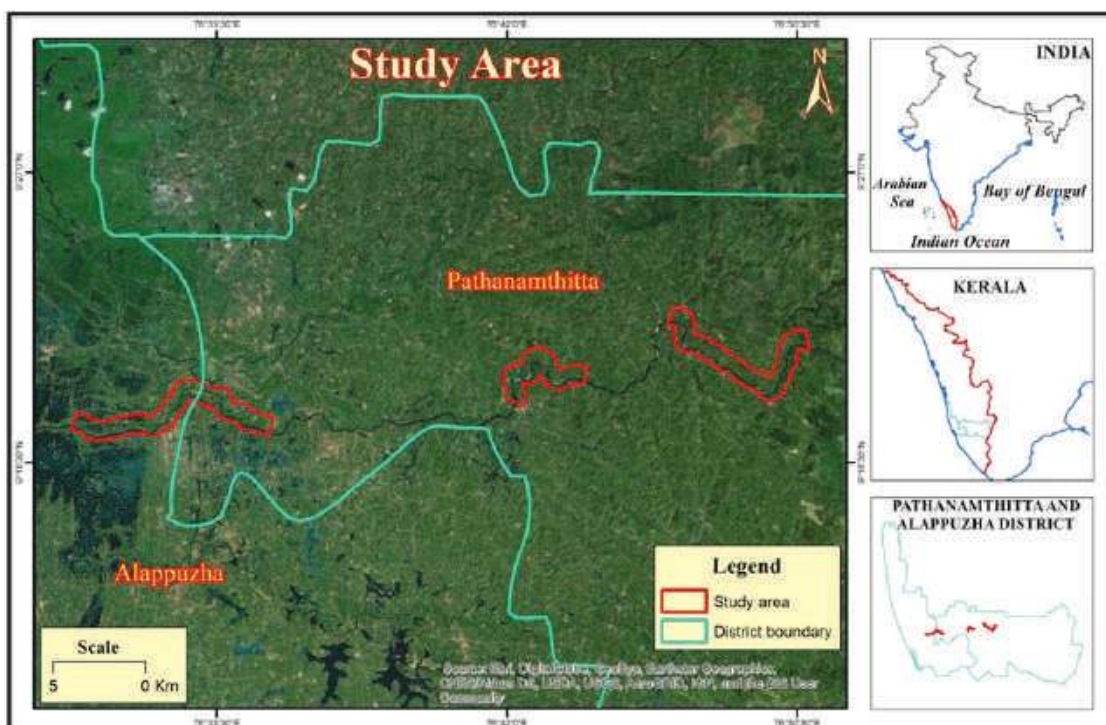 Study Area
N
Pathanamthitta
Alappuzha
Scale
5 0 Km
Legend
Study area
District boundary
INDIA
Arabian
Sea
Bay of Bengal
Indian Ocean
KERALA
PATHANAMTHITTA AND
ALAPPUZHA DISTRICT